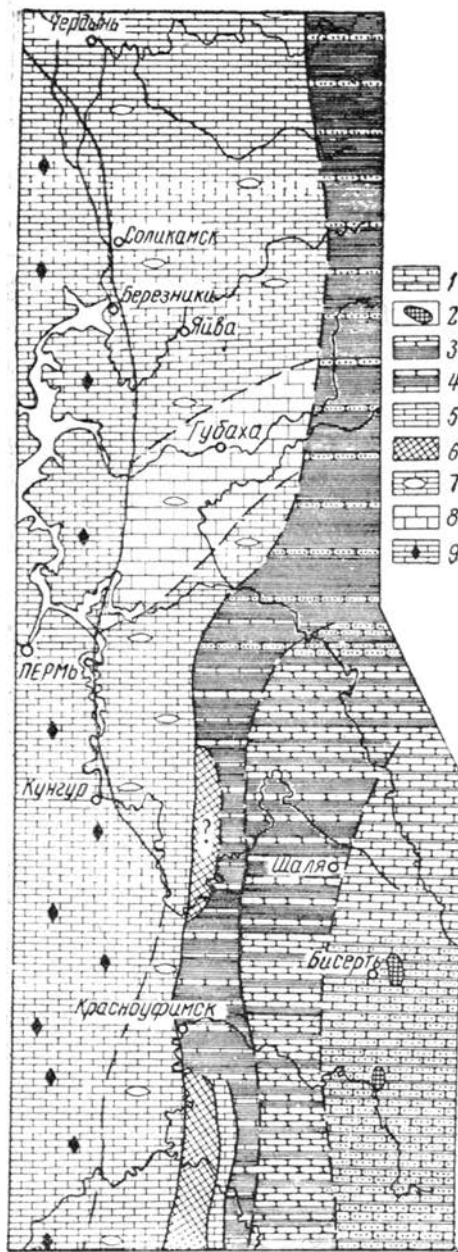 Чердынь
Соликамск
Березники
Яйва
Губаха
ПЕРМЬ
Кунгур
?
Шаля
Бисерть
Красноуфимск
1
2
3
4
5
6
7
8
9